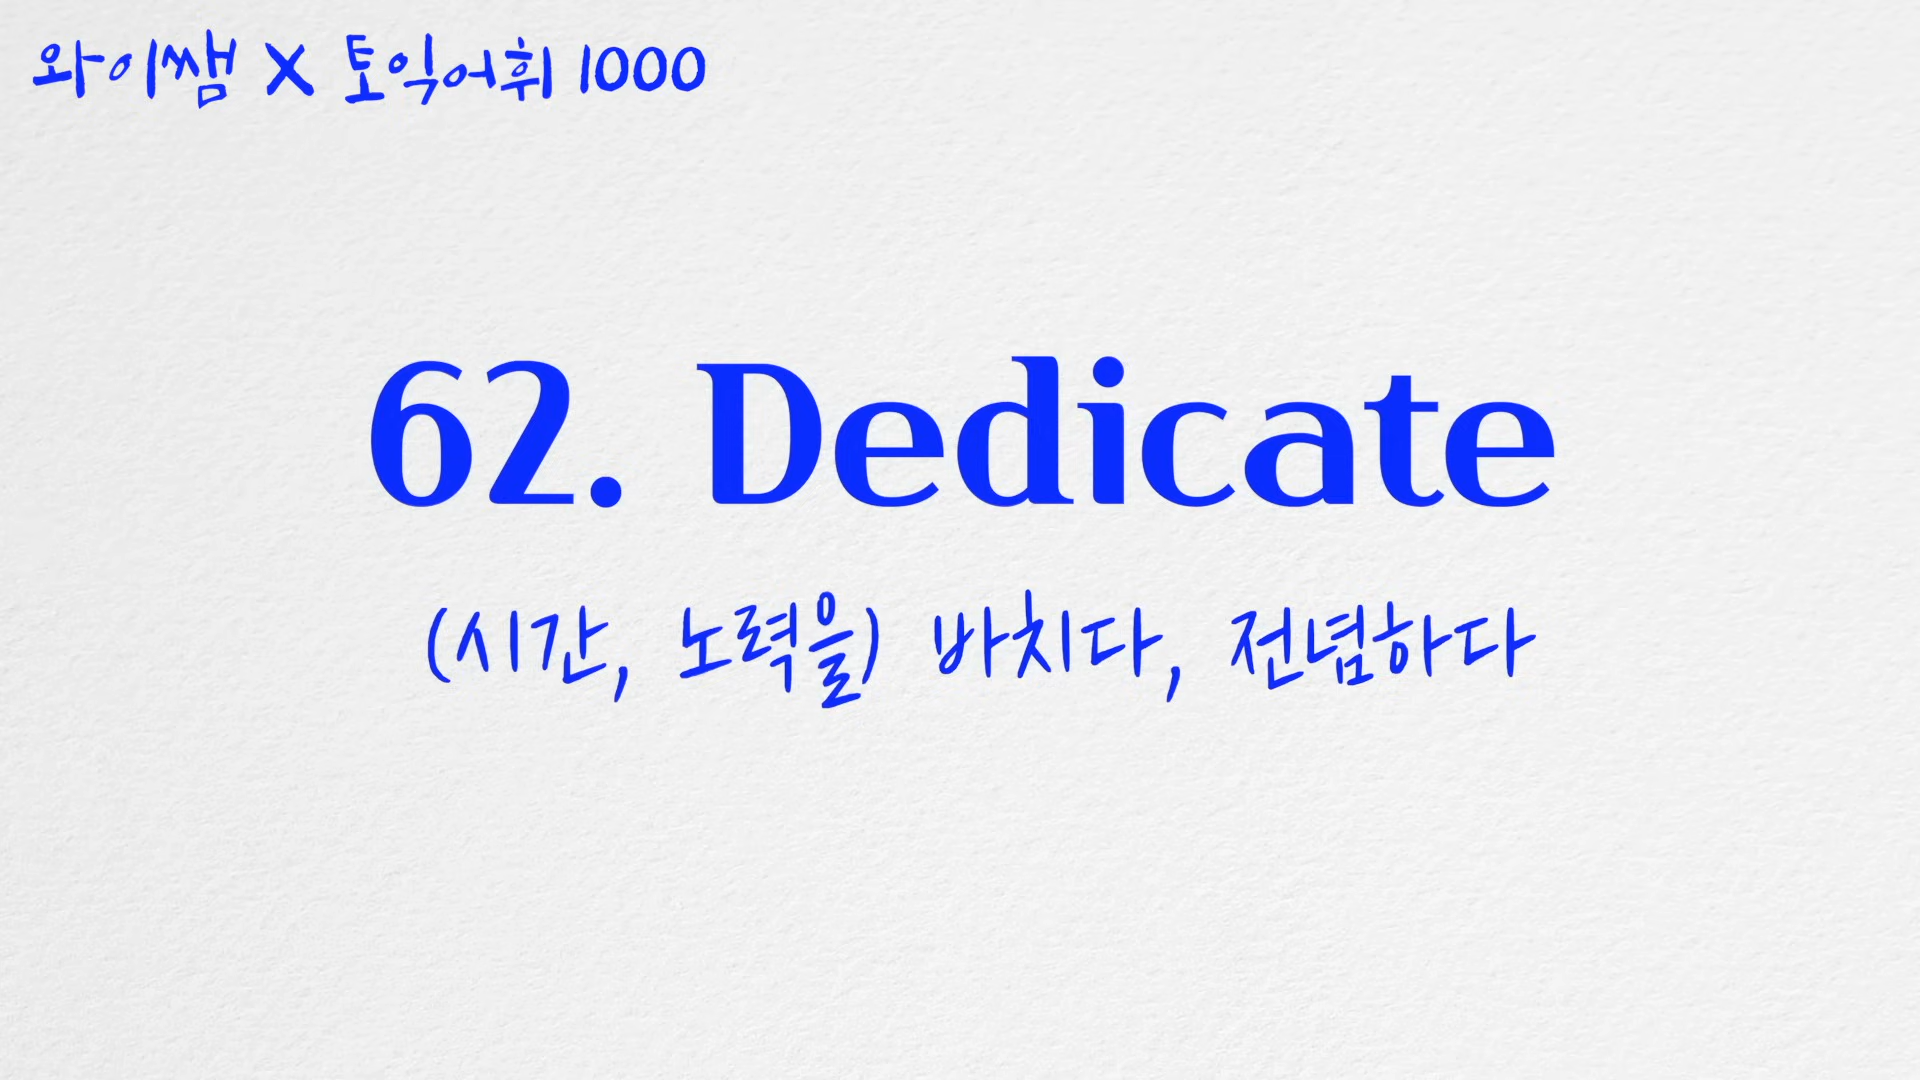 와이쌤 X 토익어휘 1000
62. Dedicate
(시간, 노력을) 바치다, 전념하다